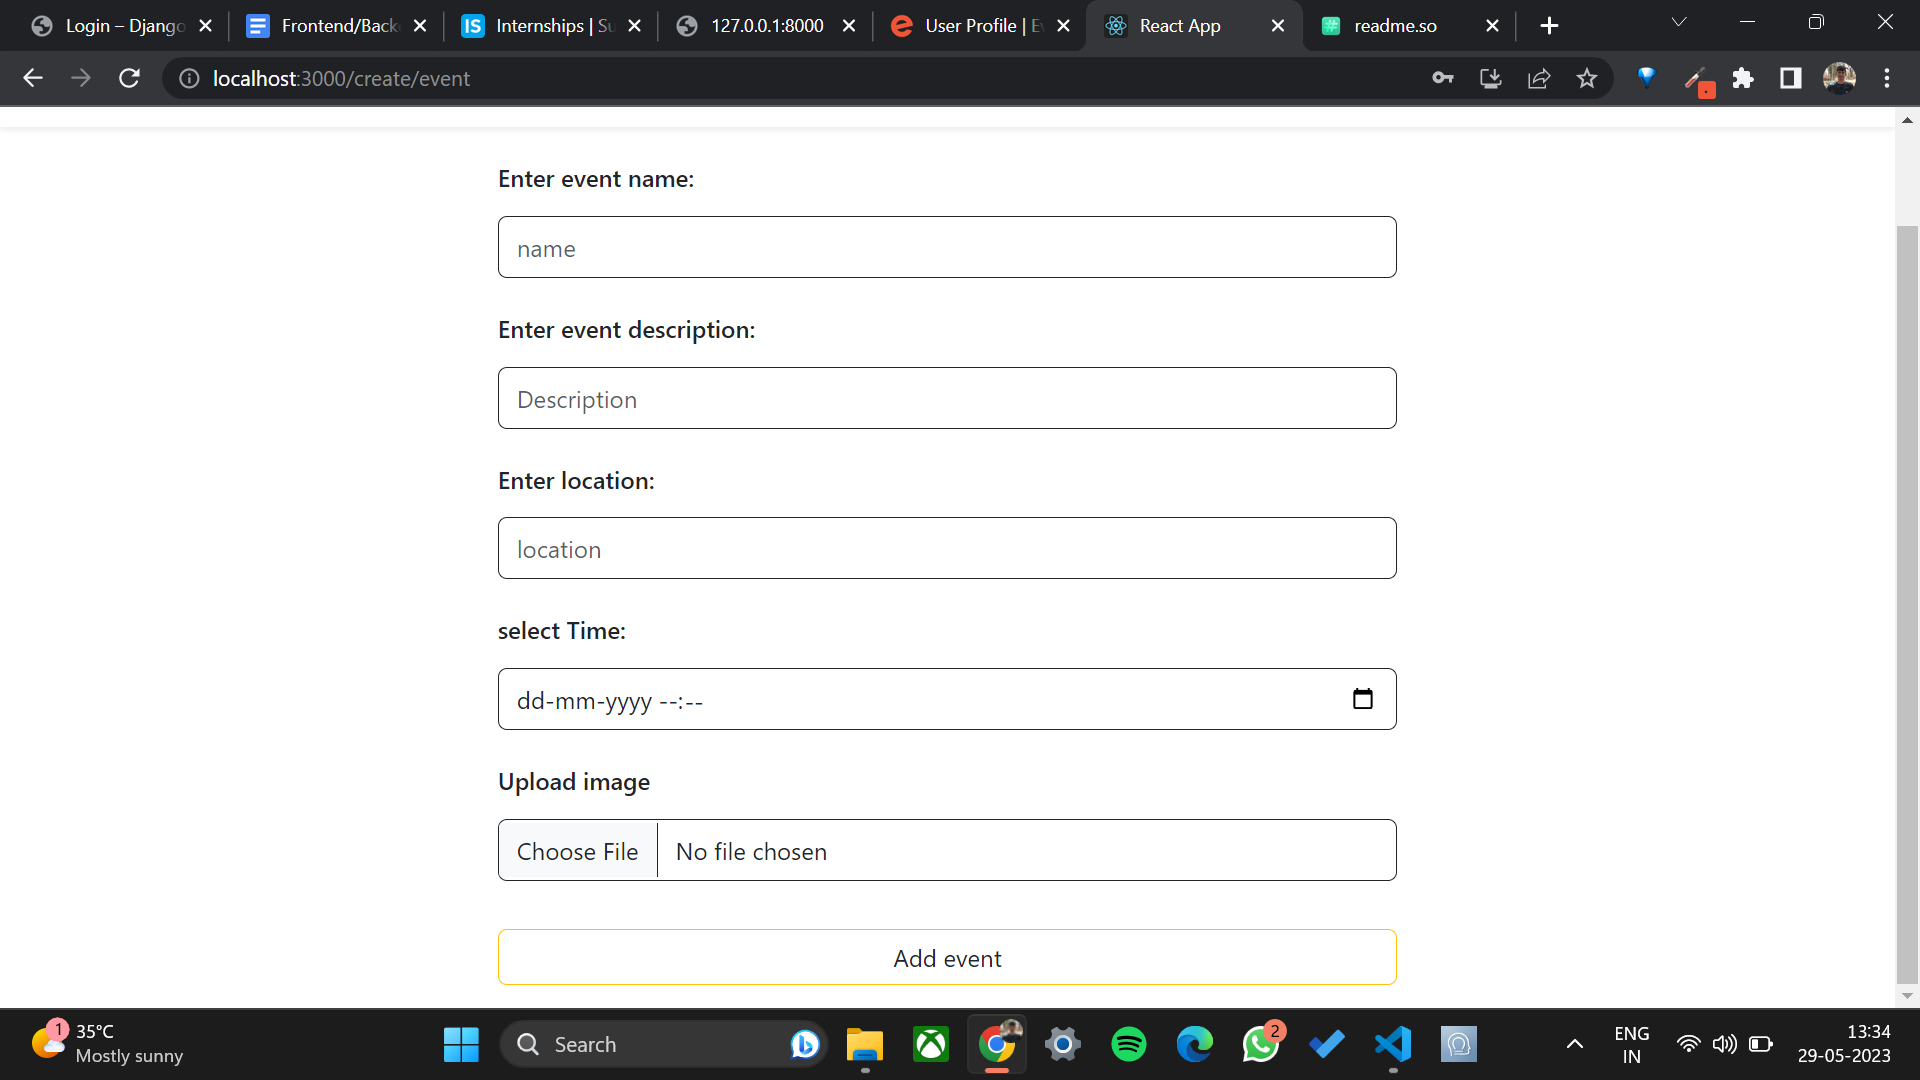 Login – Django
Frontend/Back
Internships | Su
127.0.0.1:8000
User Profile | Ev
React App
readme.so
localhost:3000/create/event
Enter event name:
name
Enter event description:
Description
Enter location:
location
select Time:
dd-mm-yyyy --:--
Upload image
Choose File
No file chosen
Add event
1
35°C
Mostly sunny
Search
2
ENG
IN
13:34
29-05-2023